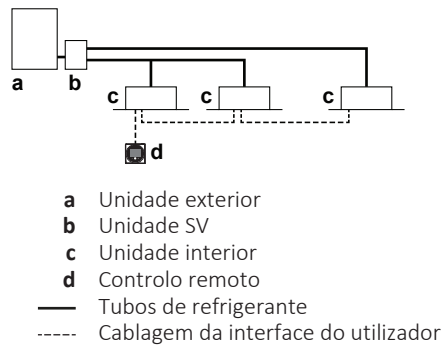 a
b
c
c
c
d
a Unidade exterior
b Unidade SV
c Unidade interior
d Controlo remoto
Tubos de refrigerante
Cablagem da interface do utilizador